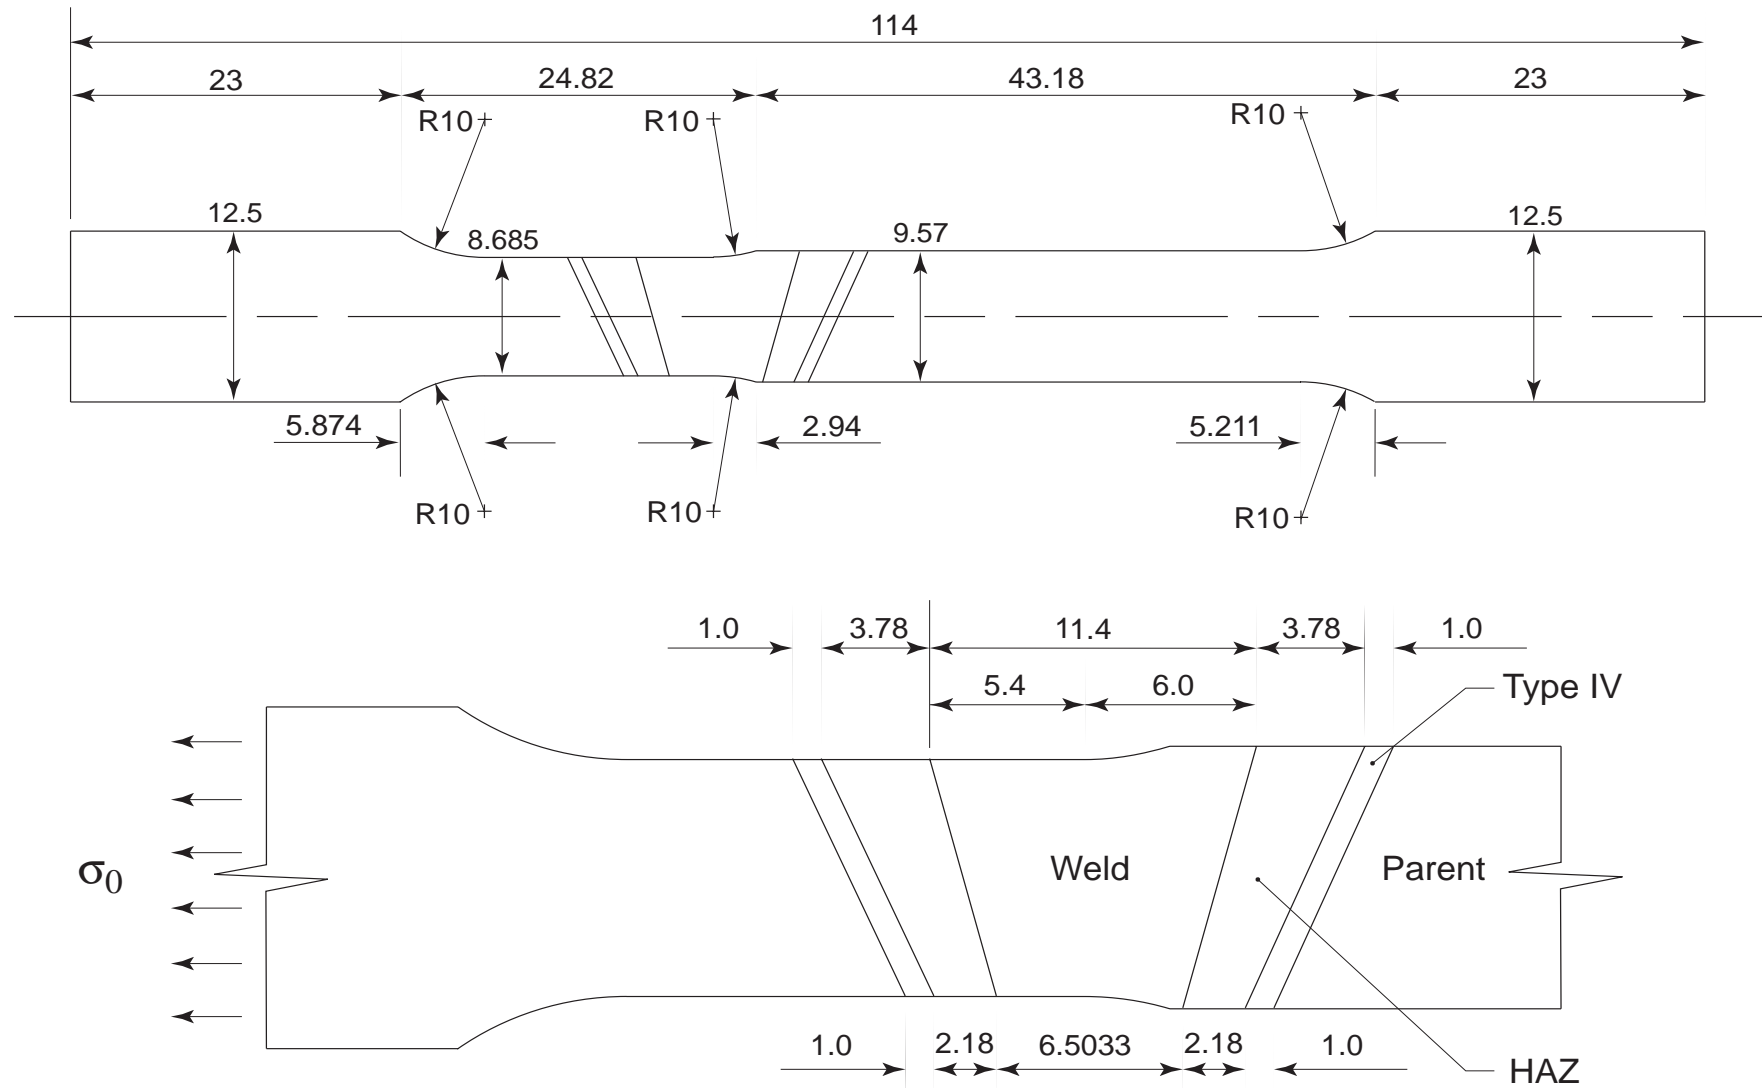 114
23 24.82 43.18 23
R10 R10 R10
12.5 8.685 9.57 12.5
5.874 2.94 5.211
R10 R10 R10
1.0 3.78 11.4 3.78 1.0
5.4 6.0
Type IV
σ0 Weld Parent
1.0 2.18 6.5033 2.18 1.0
HAZ